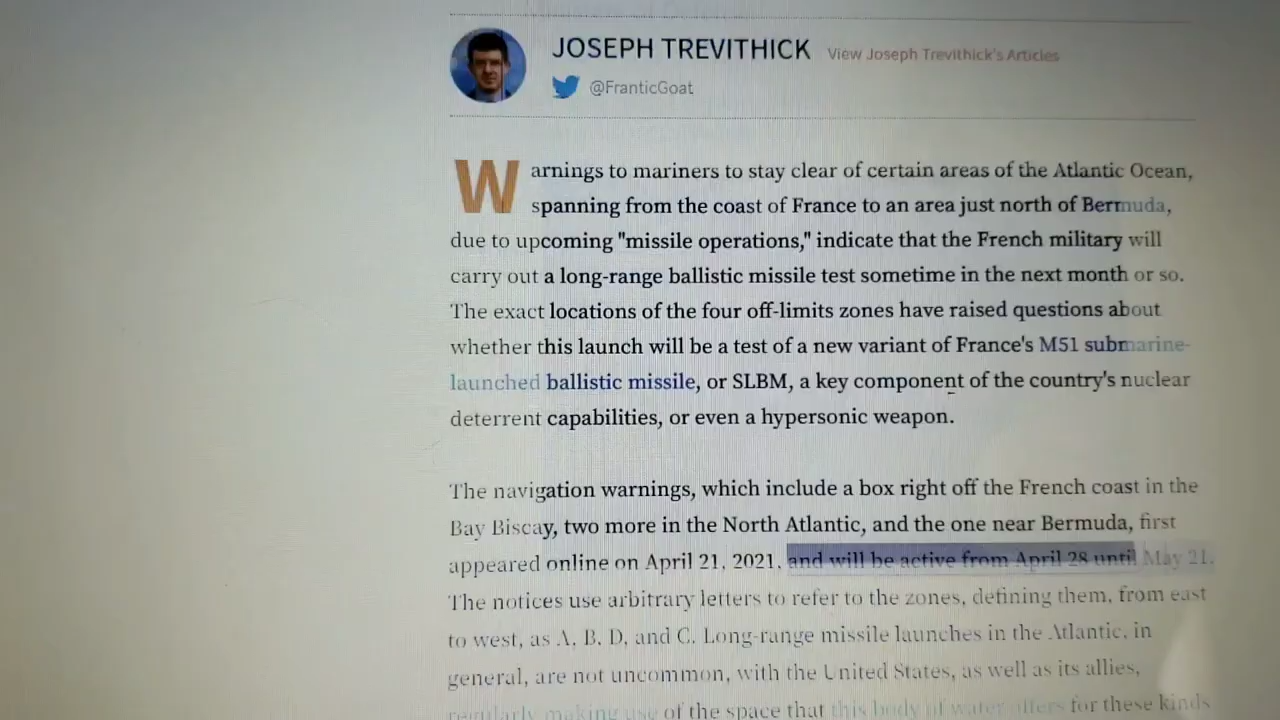 JOSEPH TREVITHICK View Joseph Trevithick's Articles
@FranticGoat
Warnings to mariners to stay clear of certain areas of the Atlantic Ocean,
spanning from the coast of France to an area just north of Bermuda,
due to upcoming "missile operations," indicate that the French military will
carry out a long-range ballistic missile test sometime in the next month or so.
The exact locations of the four off-limits zones have raised questions about
whether this launch will be a test of a new variant of France's M51 submarine-
launched ballistic missile, or SLBM, a key component of the country's nuclear
deterrent capabilities, or even a hypersonic weapon.
The navigation warnings, which include a box right off the French coast in the
Bay Biscay, two more in the North Atlantic, and the one near Bermuda, first
appeared online on April 21, 2021, and will be active from April 28 until May 21.
The notices use arbitrary letters to refer to the zones, defining them, from east
to west, as A, B, D, and C. Long-range missile launches in the Atlantic, in
general, are not uncommon, with the United States, as well as its allies,
regularly making use of the space that this body of water offers for these kinds